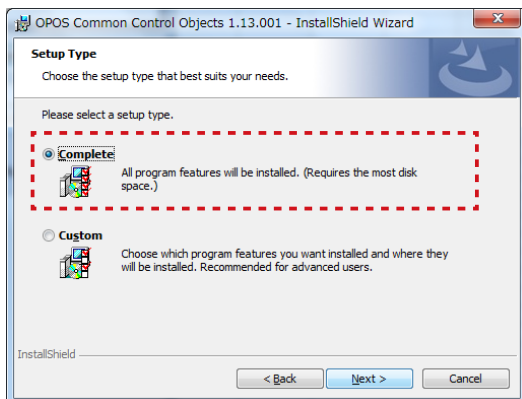 OPOS Common Control Objects 1.13.001 - InstallShield Wizard
Setup Type
Choose the setup type that best suits your needs.
Please select a setup type.
Complete
All program features will be installed. (Requires the most disk
space.)
Custom
Choose which program features you want installed and where they
will be installed. Recommended for advanced users.
InstallShield
< Back Next > Cancel